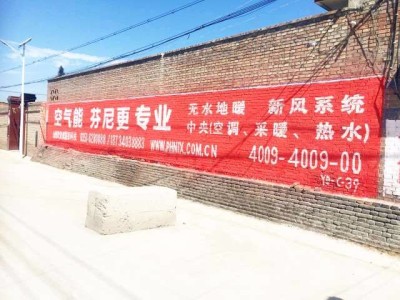 空气能 芬尼更专业
WWW.PHNIX.COM.CN
无水地暖 新风系统
中央(空调、采暖、热水)
4009-4009-00
YB-G39